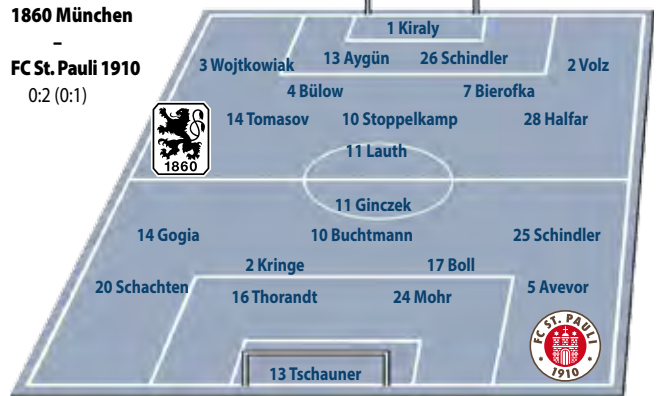 1860 München
–
FC St. Pauli 1910
0:2 (0:1)
1 Kiraly
3 Wojtkowiak 13 Aygün 26 Schindler 2 Volz
4 Bülow 7 Bierofka
14 Tomasov 10 Stoppelkamp 28 Halfar
11 Lauth
1860
11 Ginczek
14 Gogia 10 Buchtmann 25 Schindler
2 Kringe 17 Boll
20 Schachten 16 Thorandt 24 Mohr 5 Avevor
FC ST. PAULI
1910
13 Tschauner